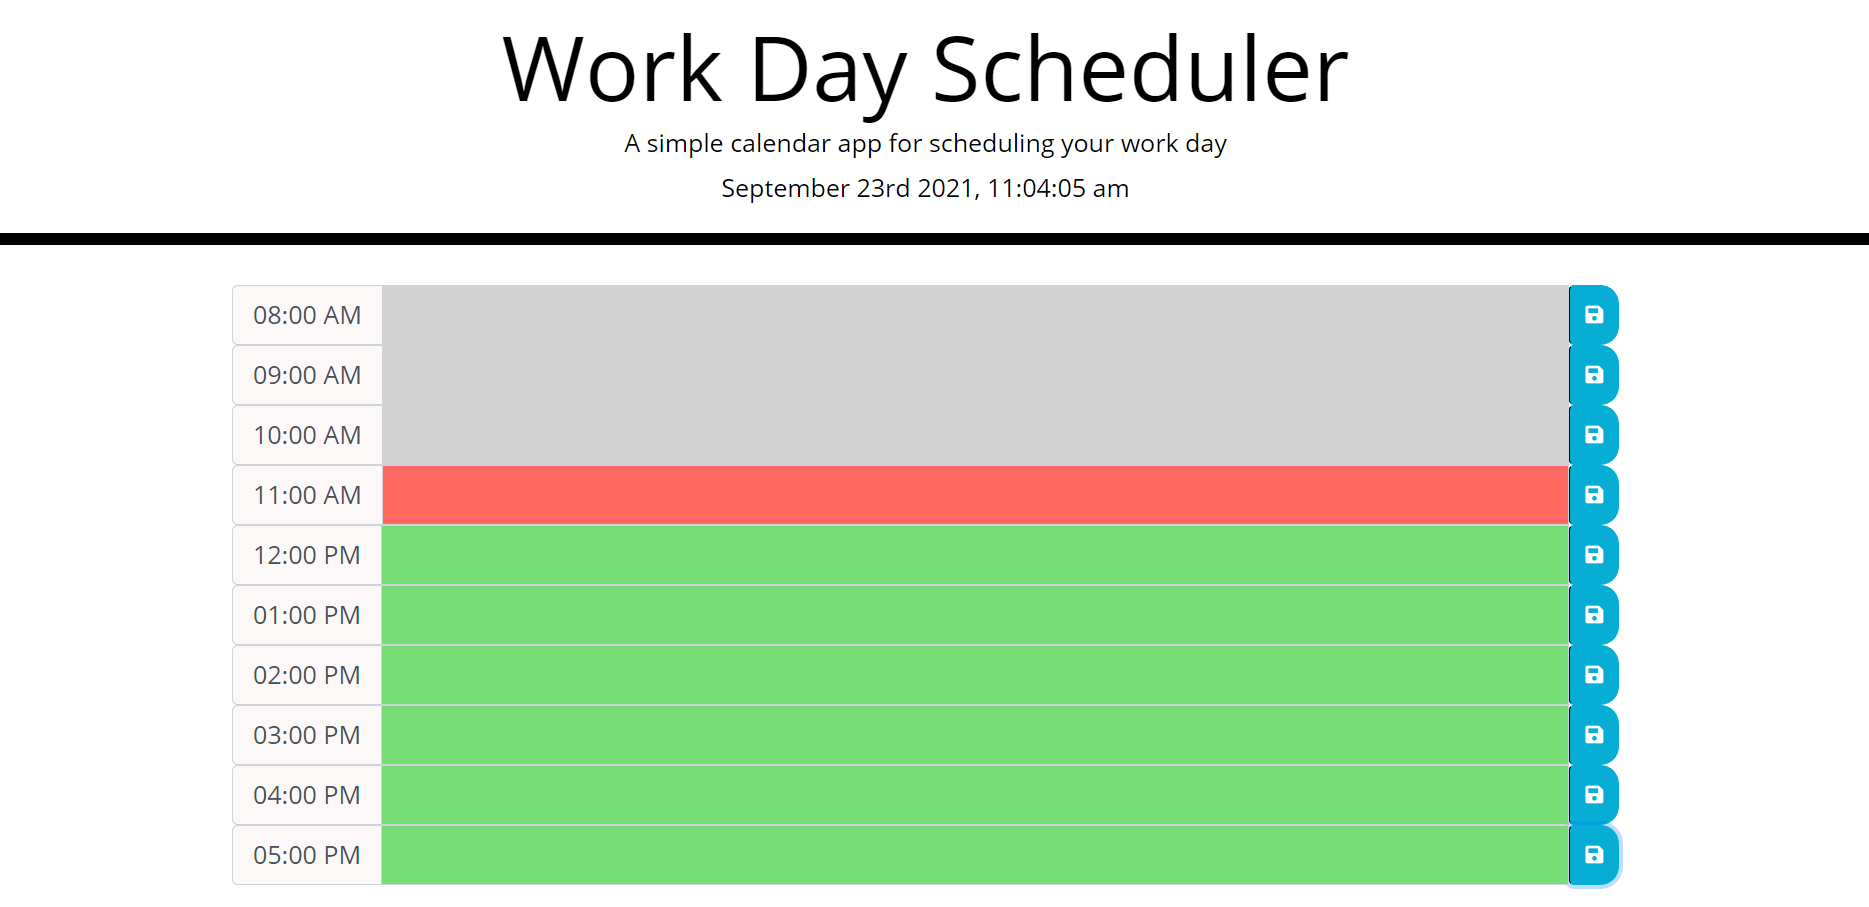 Work Day Scheduler
A simple calendar app for scheduling your work day
September 23rd 2021, 11:04:05 am
08:00 AM
09:00 AM
10:00 AM
11:00 AM
12:00 PM
01:00 PM
02:00 PM
03:00 PM
04:00 PM
05:00 PM